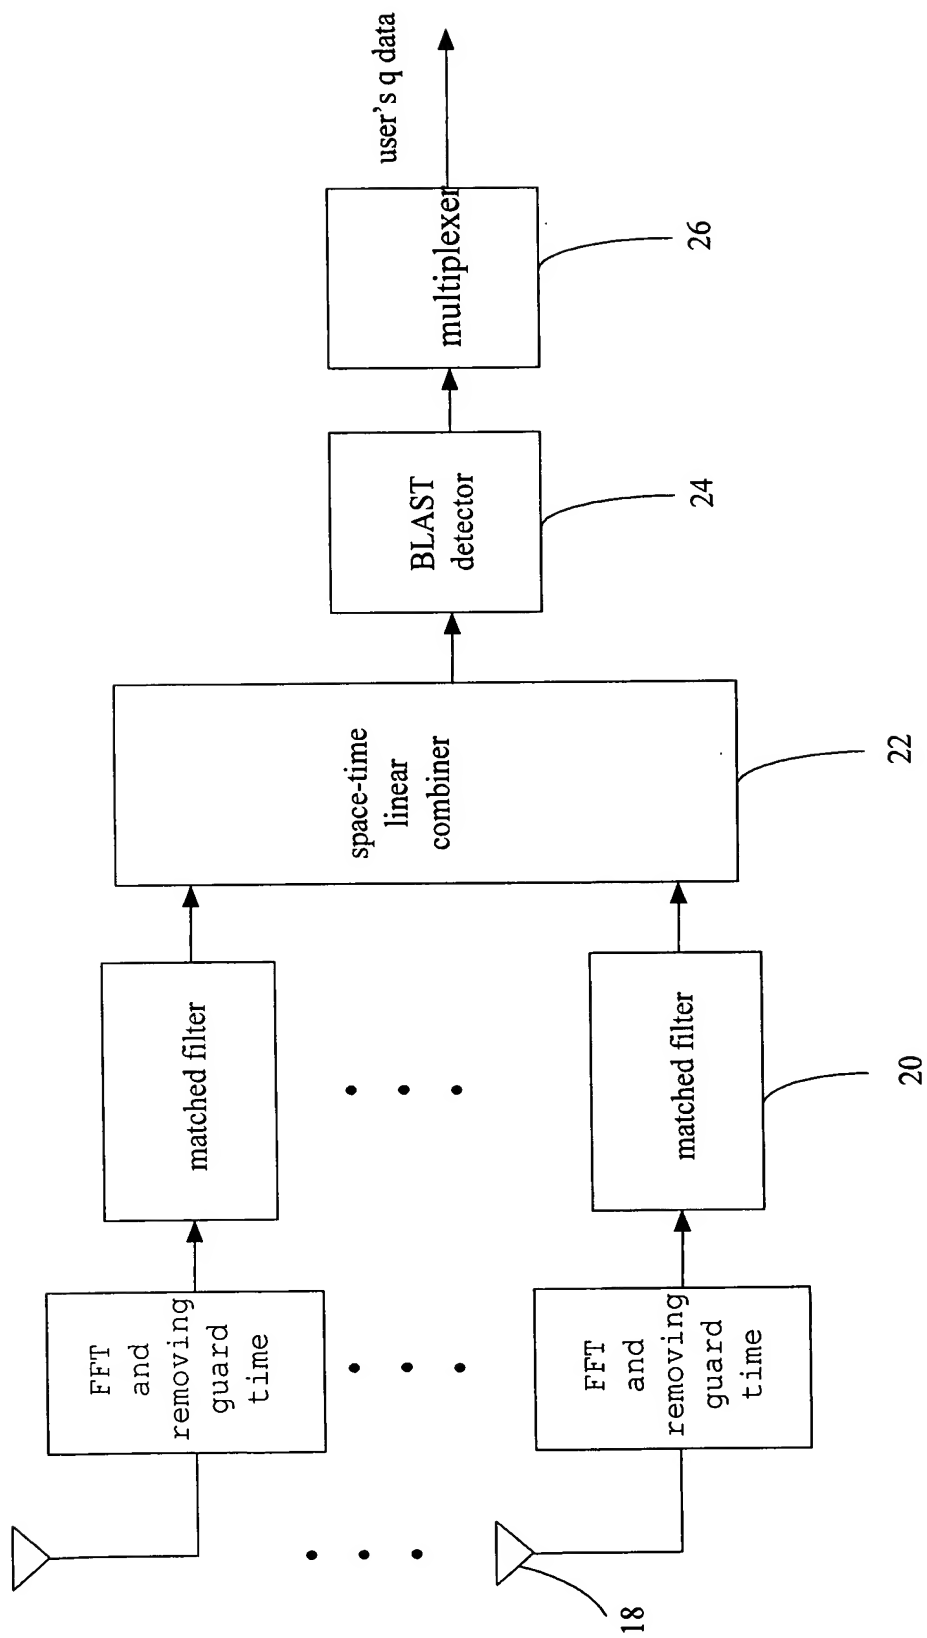 FFT
and
removing
guard
time
matched filter
space-time
linear
combiner
BLAST
detector
multiplexer
user's q data
FFT
and
removing
guard
time
matched filter
18
20
22
24
26